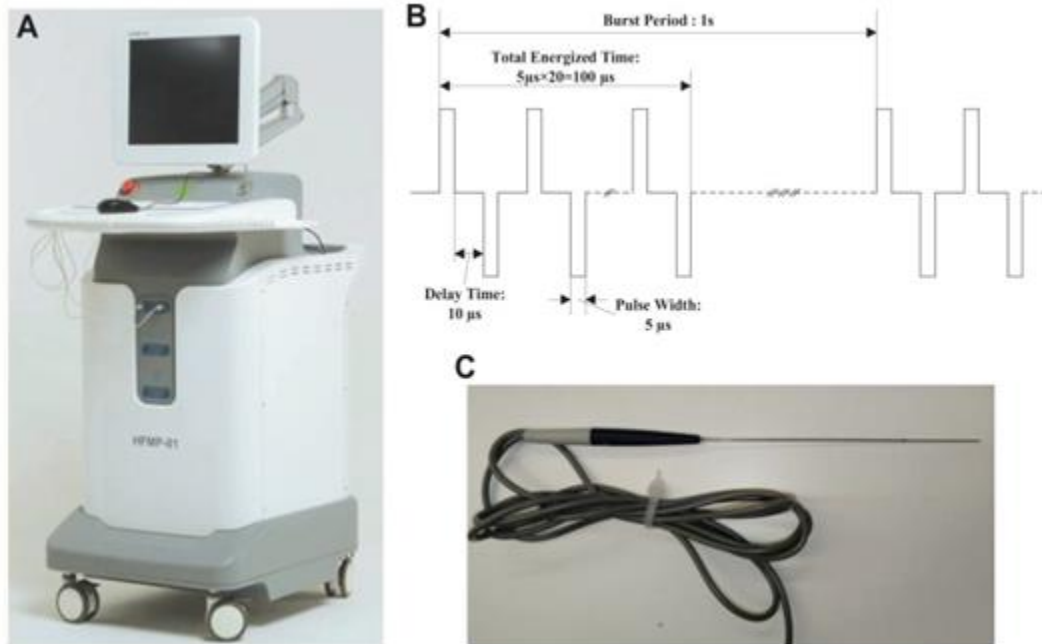 A
B
Burst Period : 1s
Total Energized Time:
5μs×20=100 μs
Delay Time:
10 μs
Pulse Width:
5 μs
C
HFMP-01